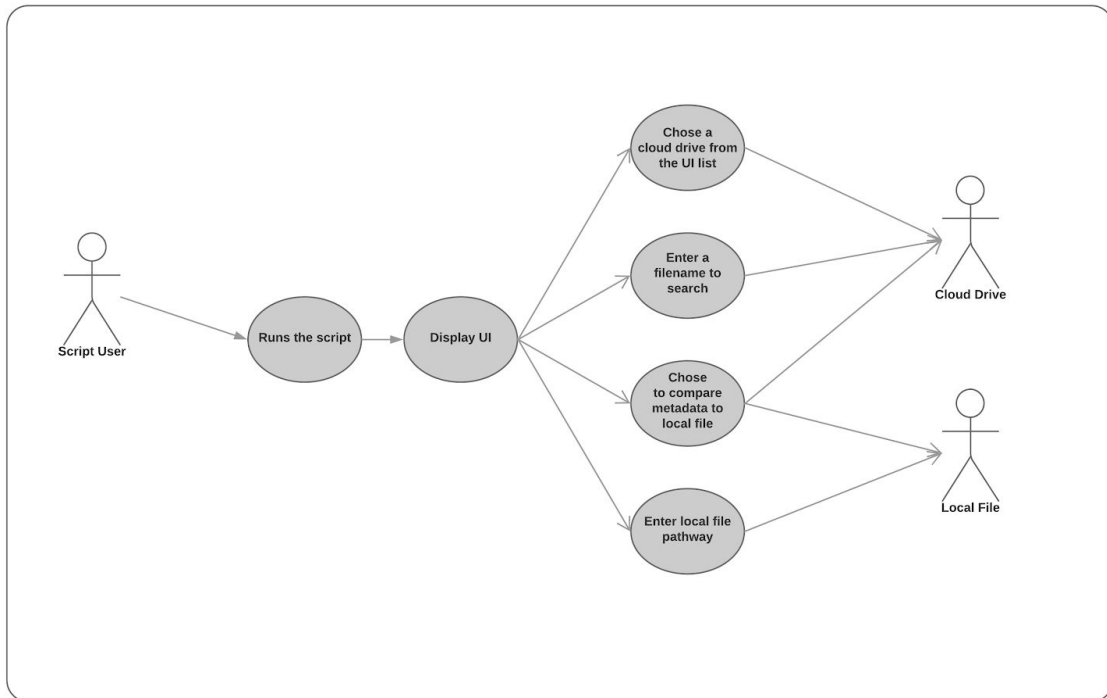 Chose a
cloud drive from
the UI list
Enter a
filename to
search
Cloud Drive
Runs the script
Display UI
Script User
Chose
to compare
metadata to
local file
Local File
Enter local file
pathway